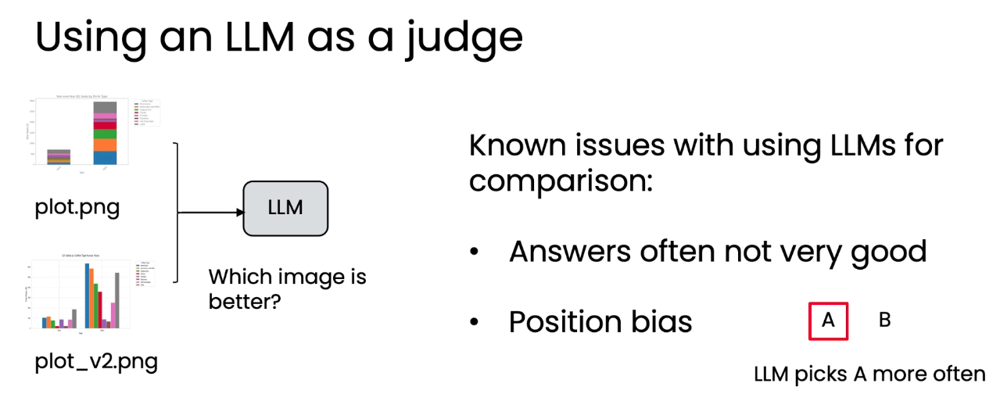 Using an LLM as a judge
plot.png
LLM
Which image is
better?
plot_v2.png
Known issues with using LLMs for
comparison:
• Answers often not very good
• Position bias
A B
LLM picks A more often